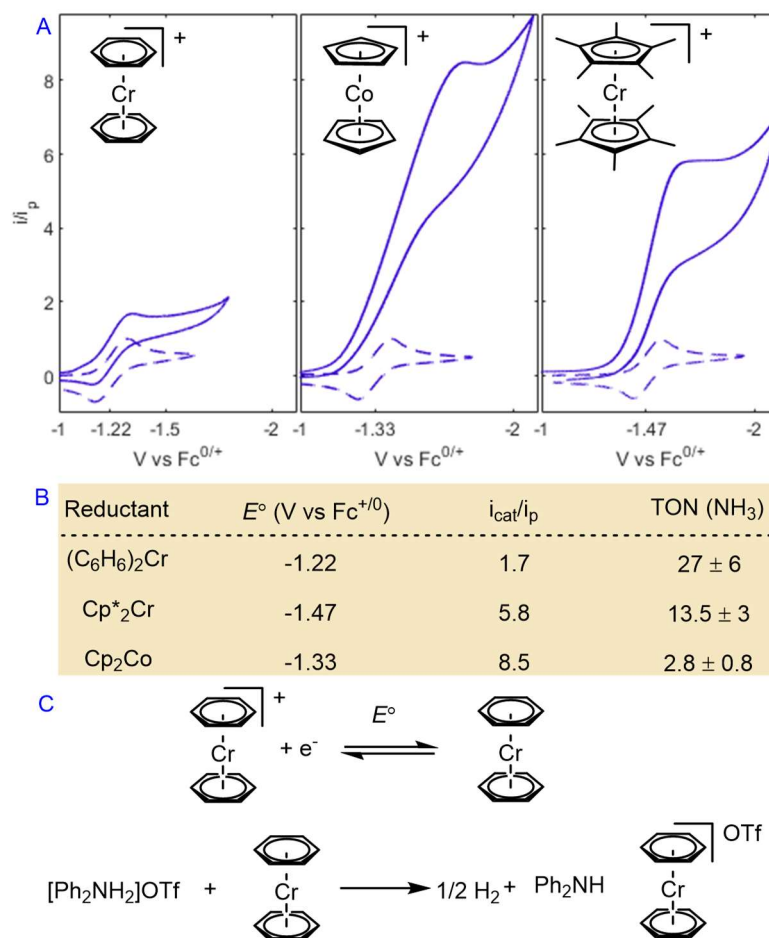 A
+
Cr
+
Co
+
Cr
i/iₚ
8
6
4
2
0
-1 -1.22 -1.5 -2
-1 -1.33 -2
-1 -1.47 -2
V vs Fc⁰/⁺
V vs Fc⁰/⁺
V vs Fc⁰/⁺
B
Reductant E° (V vs Fc⁺/⁰) i_cat/iₚ TON (NH₃)
(C₆H₆)₂Cr -1.22 1.7 27 ± 6
Cp*₂Cr -1.47 5.8 13.5 ± 3
Cp₂Co -1.33 8.5 2.8 ± 0.8
C
+
Cr + e⁻ E° Cr
[Ph₂NH₂]OTf + Cr 1/2 H₂ + Ph₂NH Cr OTf